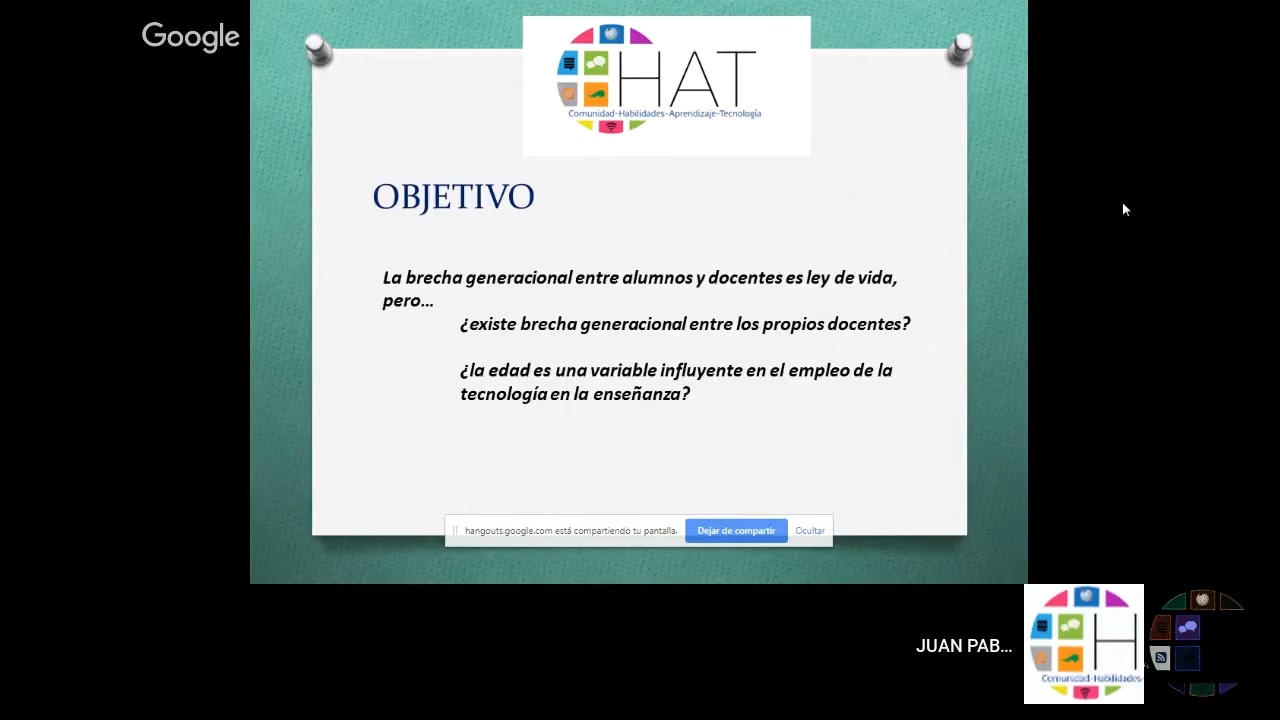 Google
HAT
Comunidad-Habilidades-Aprendizaje-Tecnología
OBJETIVO
La brecha generacional entre alumnos y docentes es ley de vida,
pero...
¿existe brecha generacional entre los propios docentes?
¿la edad es una variable influyente en el empleo de la
tecnología en la enseñanza?
hangouts.google.com está compartiendo tu pantalla. Dejar de compartir Ocultar
JUAN PAB...
H
Comunidad-Habilidades-